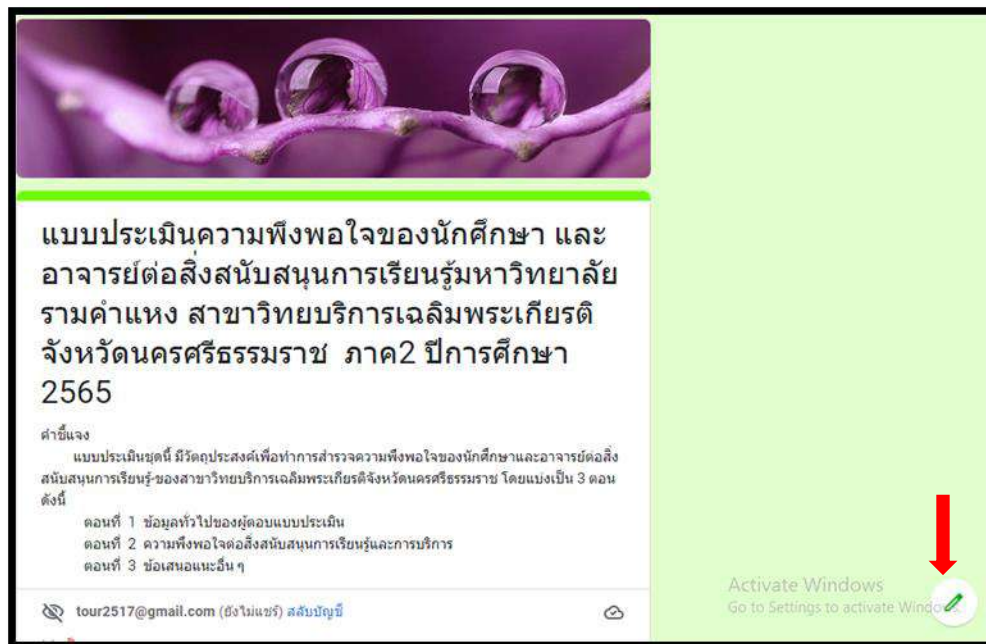 แบบประเมินความพึงพอใจของนักศึกษา และ
อาจารย์ต่อสิ่งสนับสนุนการเรียนรู้มหาวิทยาลัย
รามคำแหง สาขาวิทยบริการเฉลิมพระเกียรติ
จังหวัดนครศรีธรรมราช ภาค2 ปีการศึกษา
2565
คำชี้แจง
แบบประเมินชุดนี้ มีวัตถุประสงค์เพื่อทำการสำรวจความพึงพอใจของนักศึกษาและอาจารย์ต่อสิ่ง
สนับสนุนการเรียนรู้-ของสาขาวิทยบริการเฉลิมพระเกียรติจังหวัดนครศรีธรรมราช โดยแบ่งเป็น 3 ตอน
ดังนี้
ตอนที่ 1 ข้อมูลทั่วไปของผู้ตอบแบบประเมิน
ตอนที่ 2 ความพึงพอใจต่อสิ่งสนับสนุนการเรียนรู้และการบริการ
ตอนที่ 3 ข้อเสนอแนะอื่น ๆ
tour2517@gmail.com (ยังไม่แชร์) สลับบัญชี
Activate Windows
Go to Settings to activate Windows.